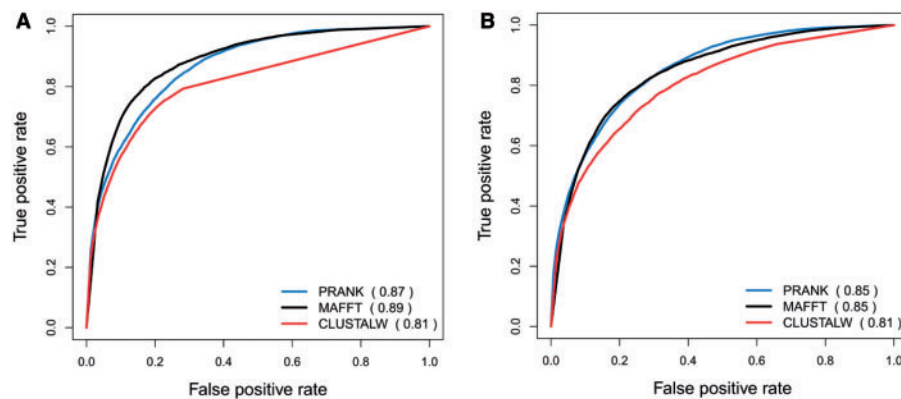 A
True positive rate
1.0
0.8
0.6
0.4
0.2
0.0
PRANK ( 0.87 )
MAFFT ( 0.89 )
CLUSTALW ( 0.81 )
0.0 0.2 0.4 0.6 0.8 1.0
False positive rate
B
True positive rate
1.0
0.8
0.6
0.4
0.2
0.0
PRANK ( 0.85 )
MAFFT ( 0.85 )
CLUSTALW ( 0.81 )
0.0 0.2 0.4 0.6 0.8 1.0
False positive rate